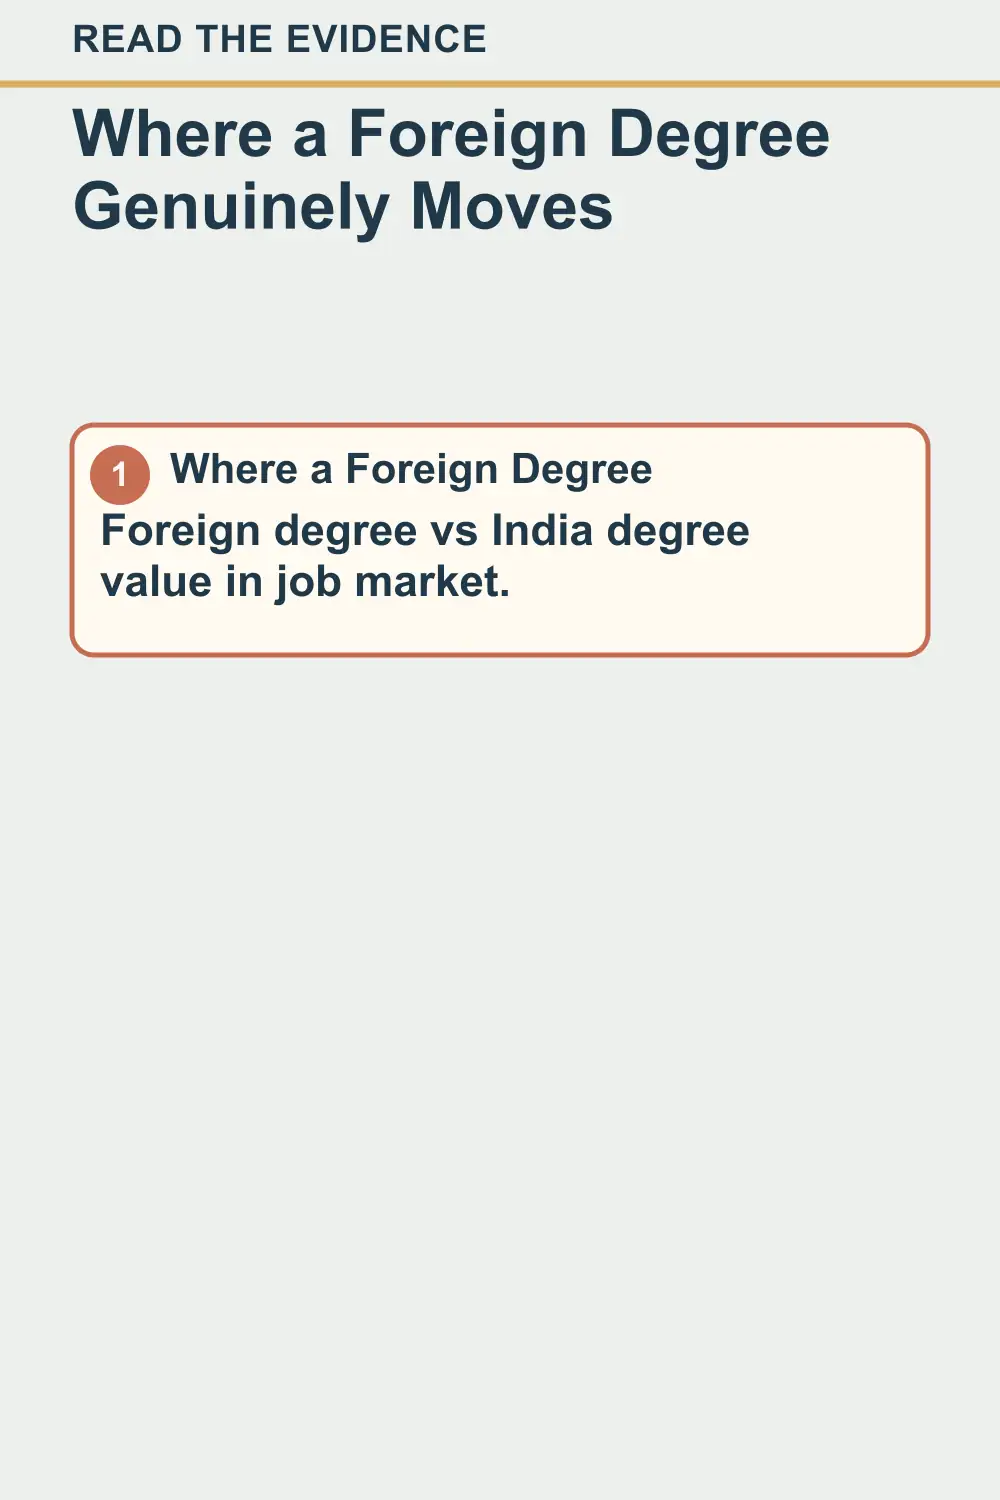 READ THE EVIDENCE
Where a Foreign Degree
Genuinely Moves
1 Where a Foreign Degree
Foreign degree vs India degree
value in job market.